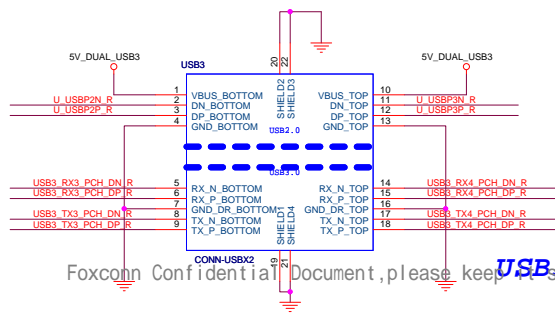 20 22
5V_DUAL_USB3 USB3 5V_DUAL_USB3
SHIELD2 SHIELD3
1 VBUS_BOTTOM VBUS_TOP 10
U_USBP2N_R 2 DN_BOTTOM DN_TOP 11 U_USBP3N_R
U_USBP2P_R 3 DP_BOTTOM DP_TOP 12 U_USBP3P_R
4 GND_BOTTOM GND_TOP 13
USB2.0
USB3.0
USB3_RX3_PCH_DN_R 5 RX_N_BOTTOM RX_N_TOP 14 USB3_RX4_PCH_DN_R
USB3_RX3_PCH_DP_R 6 RX_P_BOTTOM RX_P_TOP 15 USB3_RX4_PCH_DP_R
7 GND_DR_BOTTOM GND_DR_TOP 16
USB3_TX3_PCH_DN_R 8 TX_N_BOTTOM TX_N_TOP 17 USB3_TX4_PCH_DN_R
USB3_TX3_PCH_DP_R 9 TX_P_BOTTOM TX_P_TOP 18 USB3_TX4_PCH_DP_R
SHIELD1 SHIELD4
CONN-USBX2 19 21
Foxconn Confidential Document,please keep it s
USB